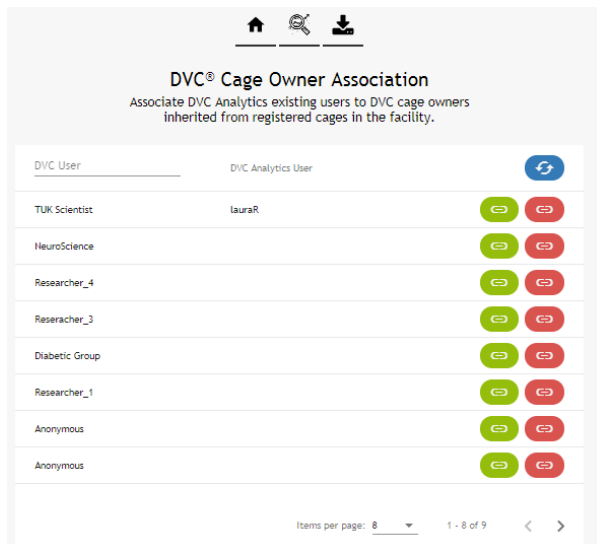 DVC® Cage Owner Association
Associate DVC Analytics existing users to DVC cage owners
inherited from registered cages in the facility.
DVC User DVC Analytics User
TUK Scientist lauraR
NeuroScience
Researcher_4
Reseracher_3
Diabetic Group
Researcher_1
Anonymous
Anonymous
Items per page: 8 1 - 8 of 9